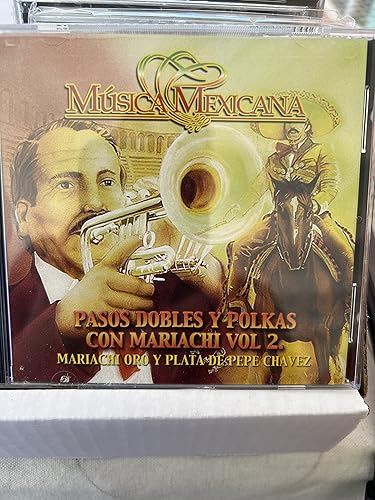 MÚSICA MEXICANA
PASOS DOBLES Y POLKAS
CON MARIACHI VOL 2.
MARIACHI ORO Y PLATA DE PEPE CHAVEZ